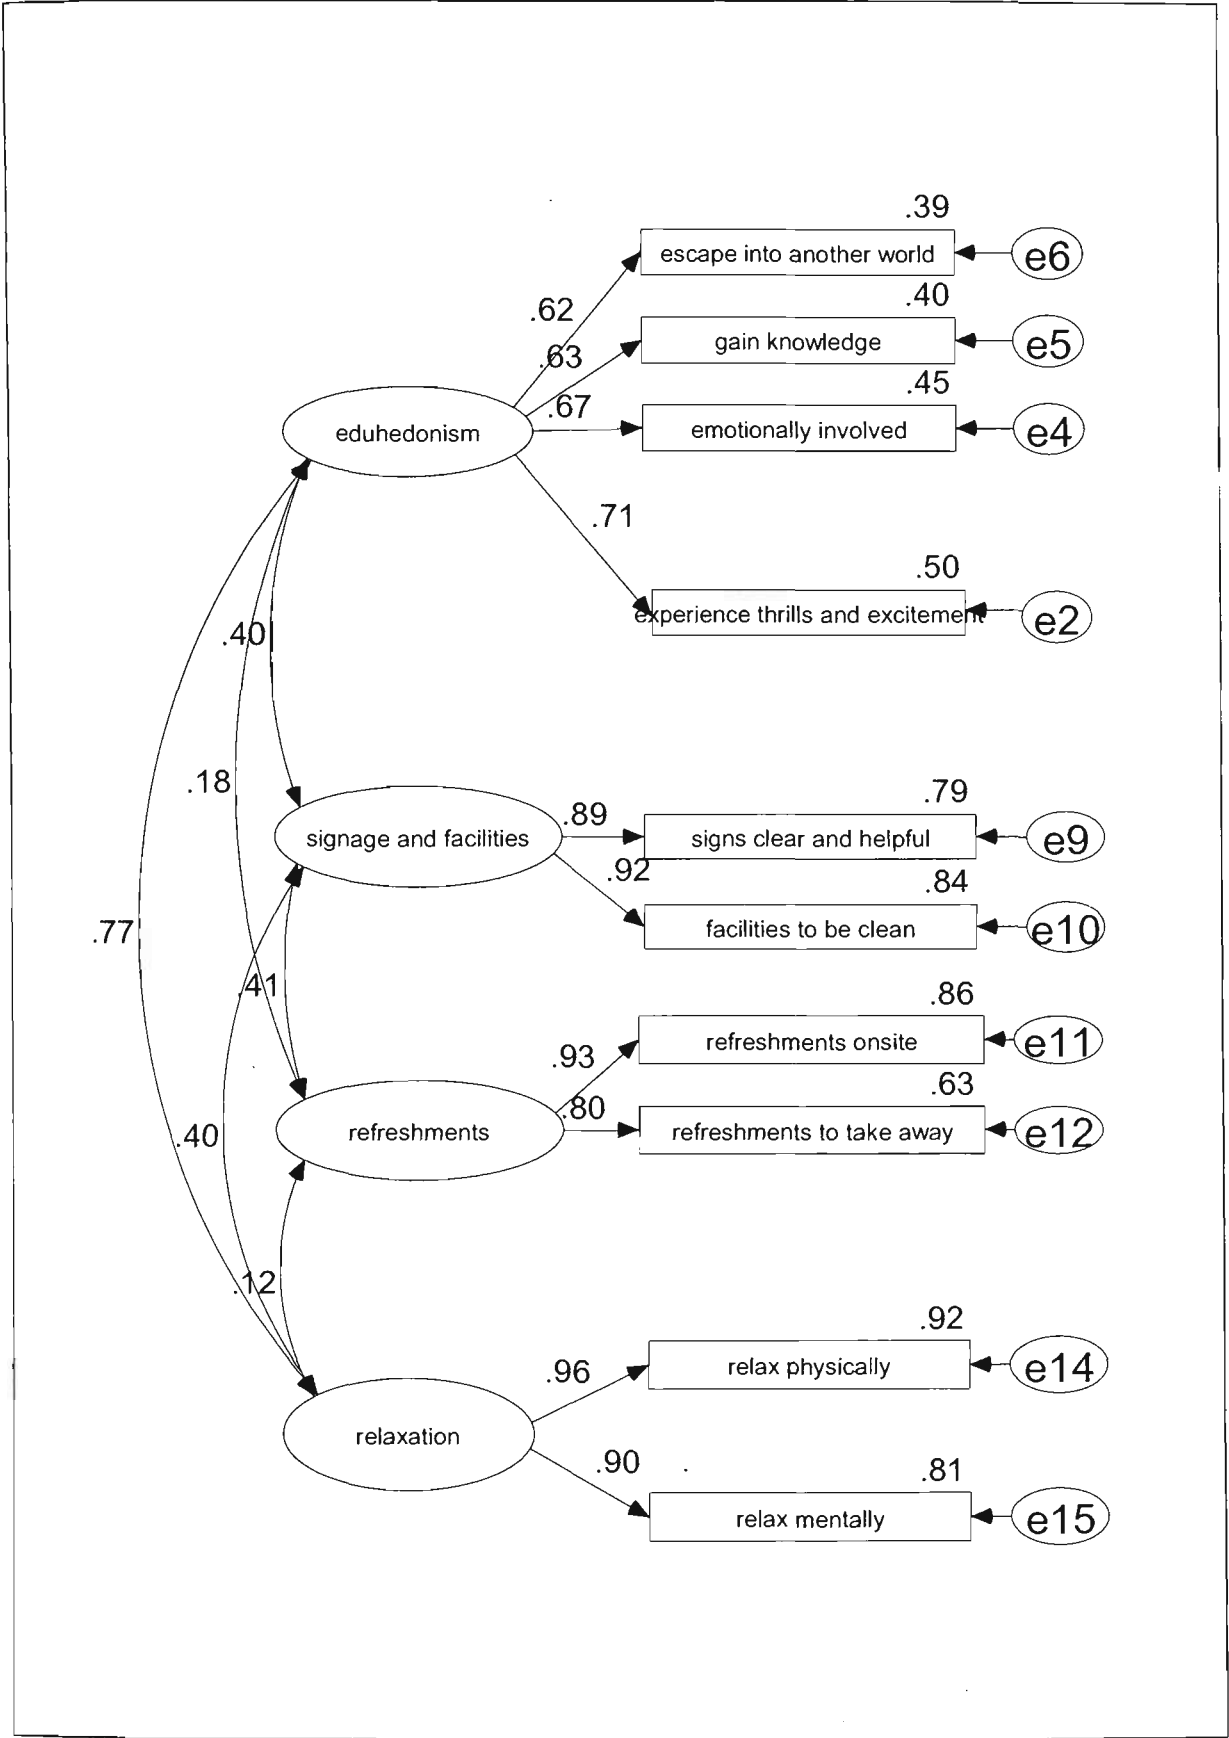 .39
escape into another world
e6
.62
.40
gain knowledge
e5
.63
.45
emotionally involved
e4
.67
eduhedonism
.71
.50
experience thrills and excitement
e2
.40
.18
.79
signs clear and helpful
e9
.89
signage and facilities
.92
.84
facilities to be clean
e10
.77
.41
.86
refreshments onsite
e11
.93
.63
.80
refreshments to take away
e12
refreshments
.40
.12
.92
relax physically
e14
.96
relaxation
.90
.81
relax mentally
e15